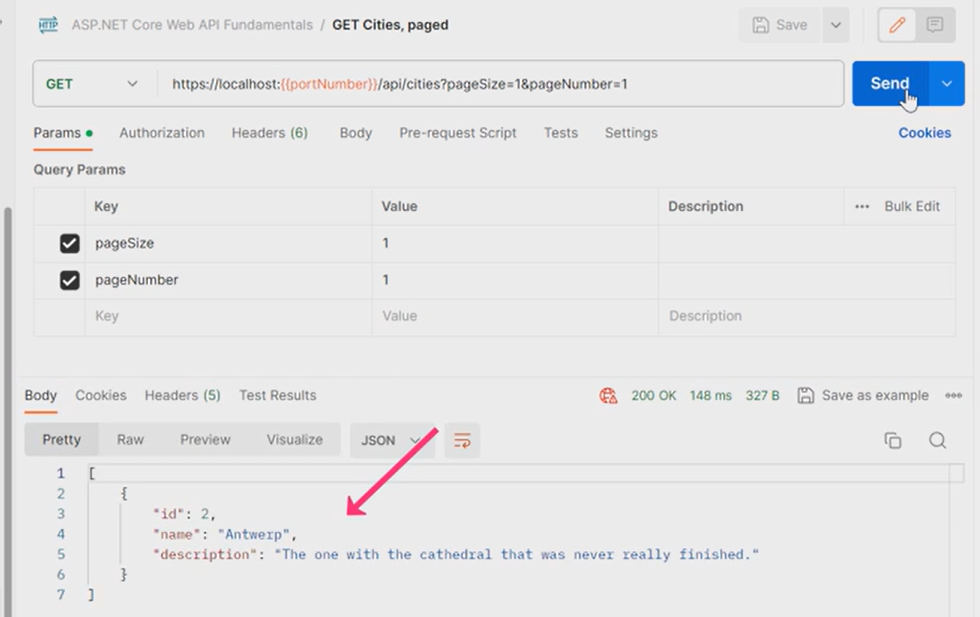 HTTP ASP.NET Core Web API Fundamentals / GET Cities, paged Save
GET https://localhost:{{portNumber}}/api/cities?pageSize=1&pageNumber=1 Send
Params Authorization Headers (6) Body Pre-request Script Tests Settings Cookies
Query Params
Key Value Description ••• Bulk Edit
pageSize 1
pageNumber 1
Key Value Description
Body Cookies Headers (5) Test Results 200 OK 148 ms 327 B Save as example
Pretty Raw Preview Visualize JSON
1 [
2 {
3 "id": 2,
4 "name": "Antwerp",
5 "description": "The one with the cathedral that was never really finished."
6 }
7 ]